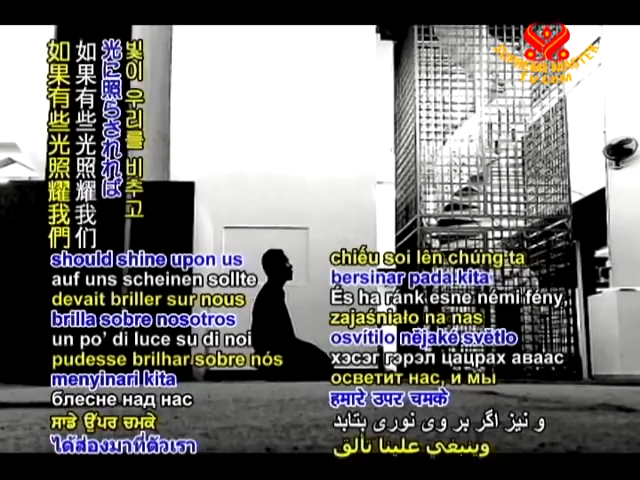 SUPREME MASTER
TV.COM
빛이 우리를 비추고
光に照らされれば
如果有些光照耀我们
如果有些光照耀我們
should shine upon us
auf uns scheinen sollte
devait briller sur nous
brilla sobre nosotros
un po' di luce su di noi
pudesse brilhar sobre nós
menyinari kita
блесне над нас
ਸਾਡੇ ਉੱਪਰ ਚਮਕੇ
ได้ส่องมาที่ตัวเรา
chiếu soi lên chúng ta
bersinar pada kita
És ha ránk esne némi fény,
zajaśniało na nas
osvítilo nějaké světlo
хэсэг гэрэл цацрах аваас
осветит нас, и мы
हमारे उपर चमके
و نیز اگر بر وی نوری بتابد
وينبغي علينا تألق